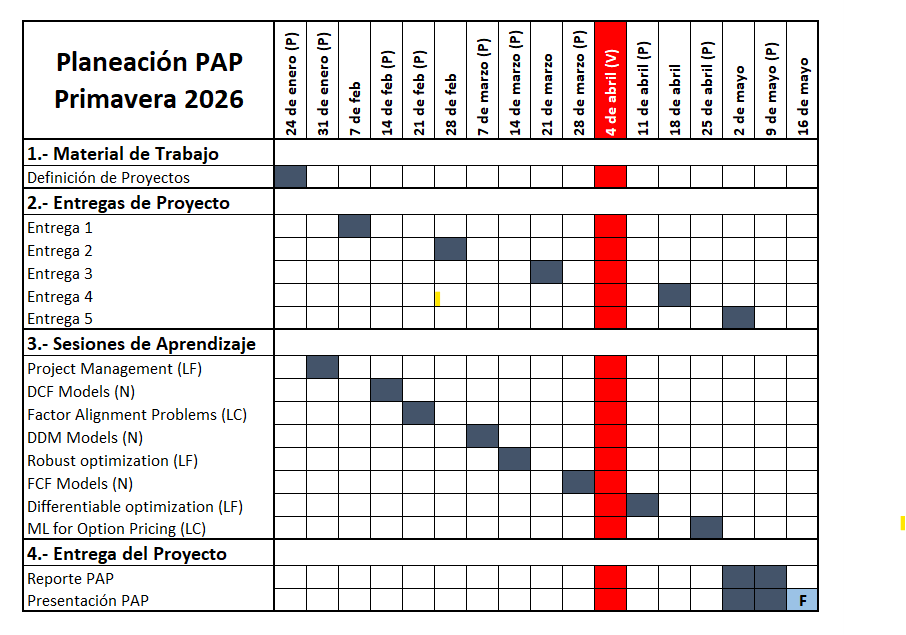 Planeación PAP
Primavera 2026
24 de enero (P)
31 de enero (P)
7 de feb
14 de feb (P)
21 de feb (P)
28 de feb
7 de marzo (P)
14 de marzo (P)
21 de marzo
28 de marzo (P)
4 de abril (V)
11 de abril (P)
18 de abril
25 de abril (P)
2 de mayo
9 de mayo (P)
16 de mayo
1.- Material de Trabajo
Definición de Proyectos
2.- Entregas de Proyecto
Entrega 1
Entrega 2
Entrega 3
Entrega 4
Entrega 5
3.- Sesiones de Aprendizaje
Project Management (LF)
DCF Models (N)
Factor Alignment Problems (LC)
DDM Models (N)
Robust optimization (LF)
FCF Models (N)
Differentiable optimization (LF)
ML for Option Pricing (LC)
4.- Entrega del Proyecto
Reporte PAP
Presentación PAP
F